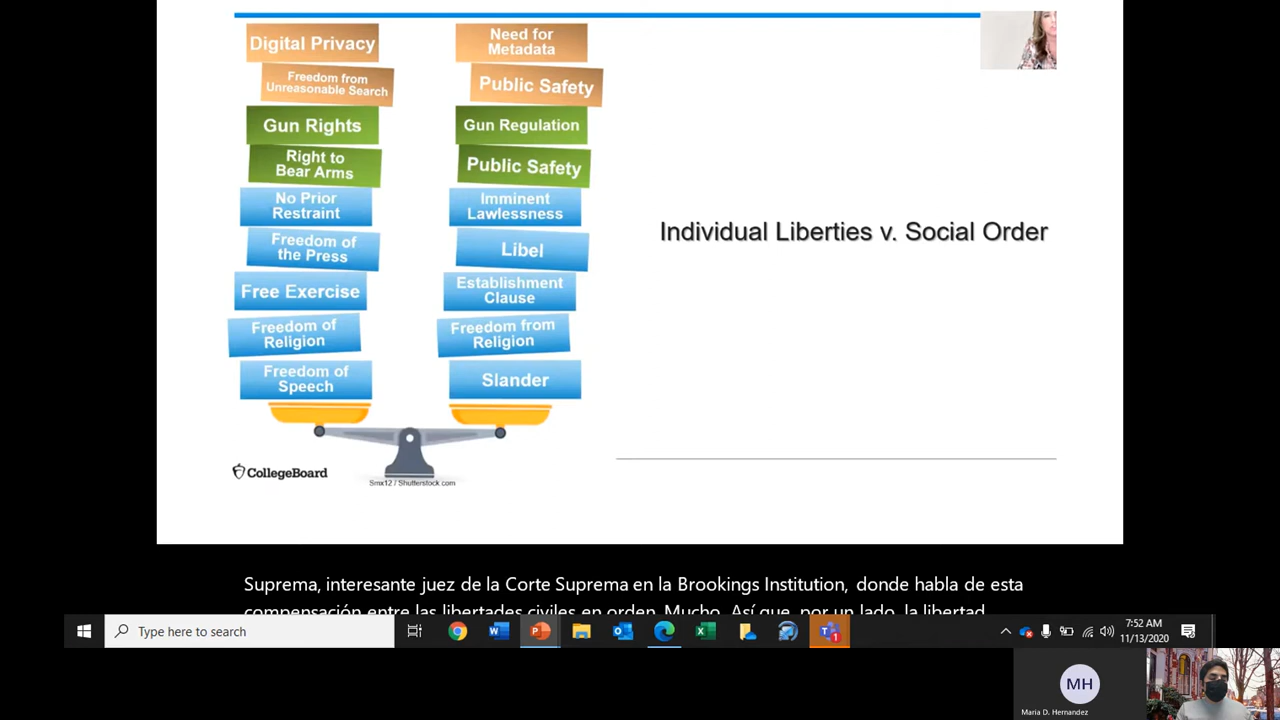 Digital Privacy
Freedom from
Unreasonable Search
Gun Rights
Right to
Bear Arms
No Prior
Restraint
Freedom of
the Press
Free Exercise
Freedom of
Religion
Freedom of
Speech
Need for
Metadata
Public Safety
Gun Regulation
Public Safety
Imminent
Lawlessness
Libel
Establishment
Clause
Freedom from
Religion
Slander
Individual Liberties v. Social Order
CollegeBoard
Smx12 / Shutterstock.com
Suprema, interesante juez de la Corte Suprema en la Brookings Institution, donde habla de esta
compensación entre las libertades civiles en orden. Mucho. Así que, por un lado, la libertad
Type here to search
7:52 AM
11/13/2020
MH
Maria D. Hernandez